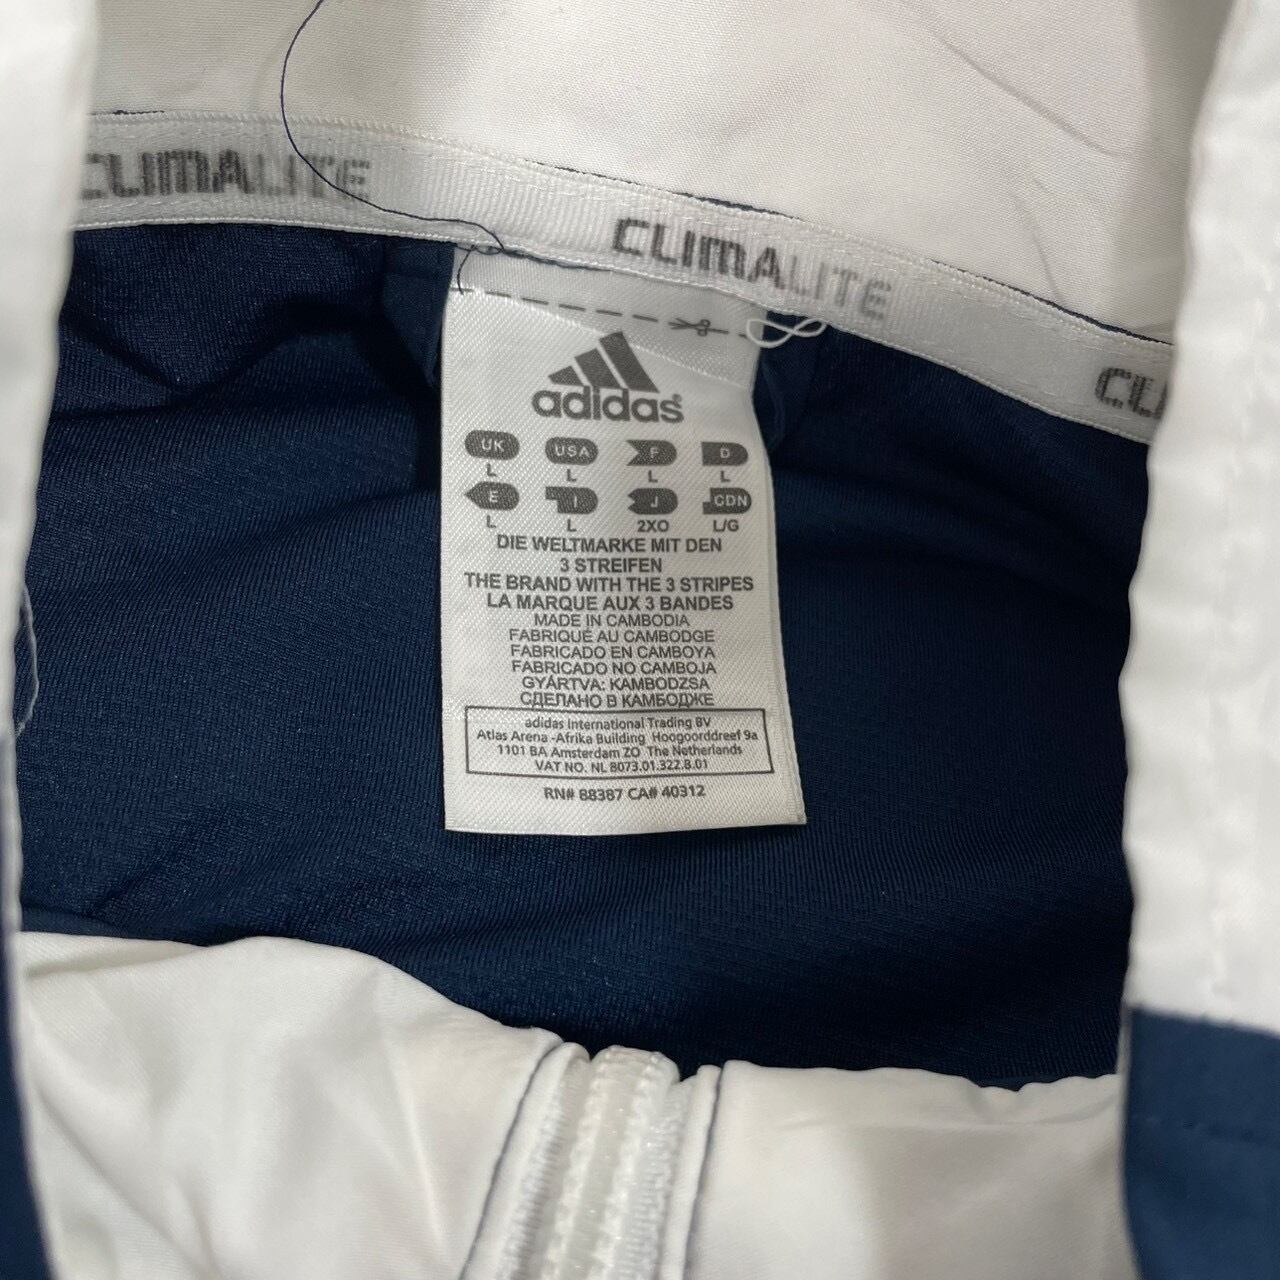 CLIMALITE
CLIMALITE
CL
adidas®
UK USA F D
L L L L
E I J CDN
L L 2XO L/G
DIE WELTMARKE MIT DEN
3 STREIFEN
THE BRAND WITH THE 3 STRIPES
LA MARQUE AUX 3 BANDES
MADE IN CAMBODIA
FABRIQUÉ AU CAMBODGE
FABRICADO EN CAMBOYA
FABRICADO NO CAMBOJA
GYÁRTVA: KAMBODZSA
СДЕЛАНО В КАМБОДЖЕ
adidas International Trading BV
Atlas Arena -Afrika Building Hoogoorddreef 9a
1101 BA Amsterdam ZO The Netherlands
VAT NO. NL 8073.01.322.B.01
RN# 88387 CA# 40312